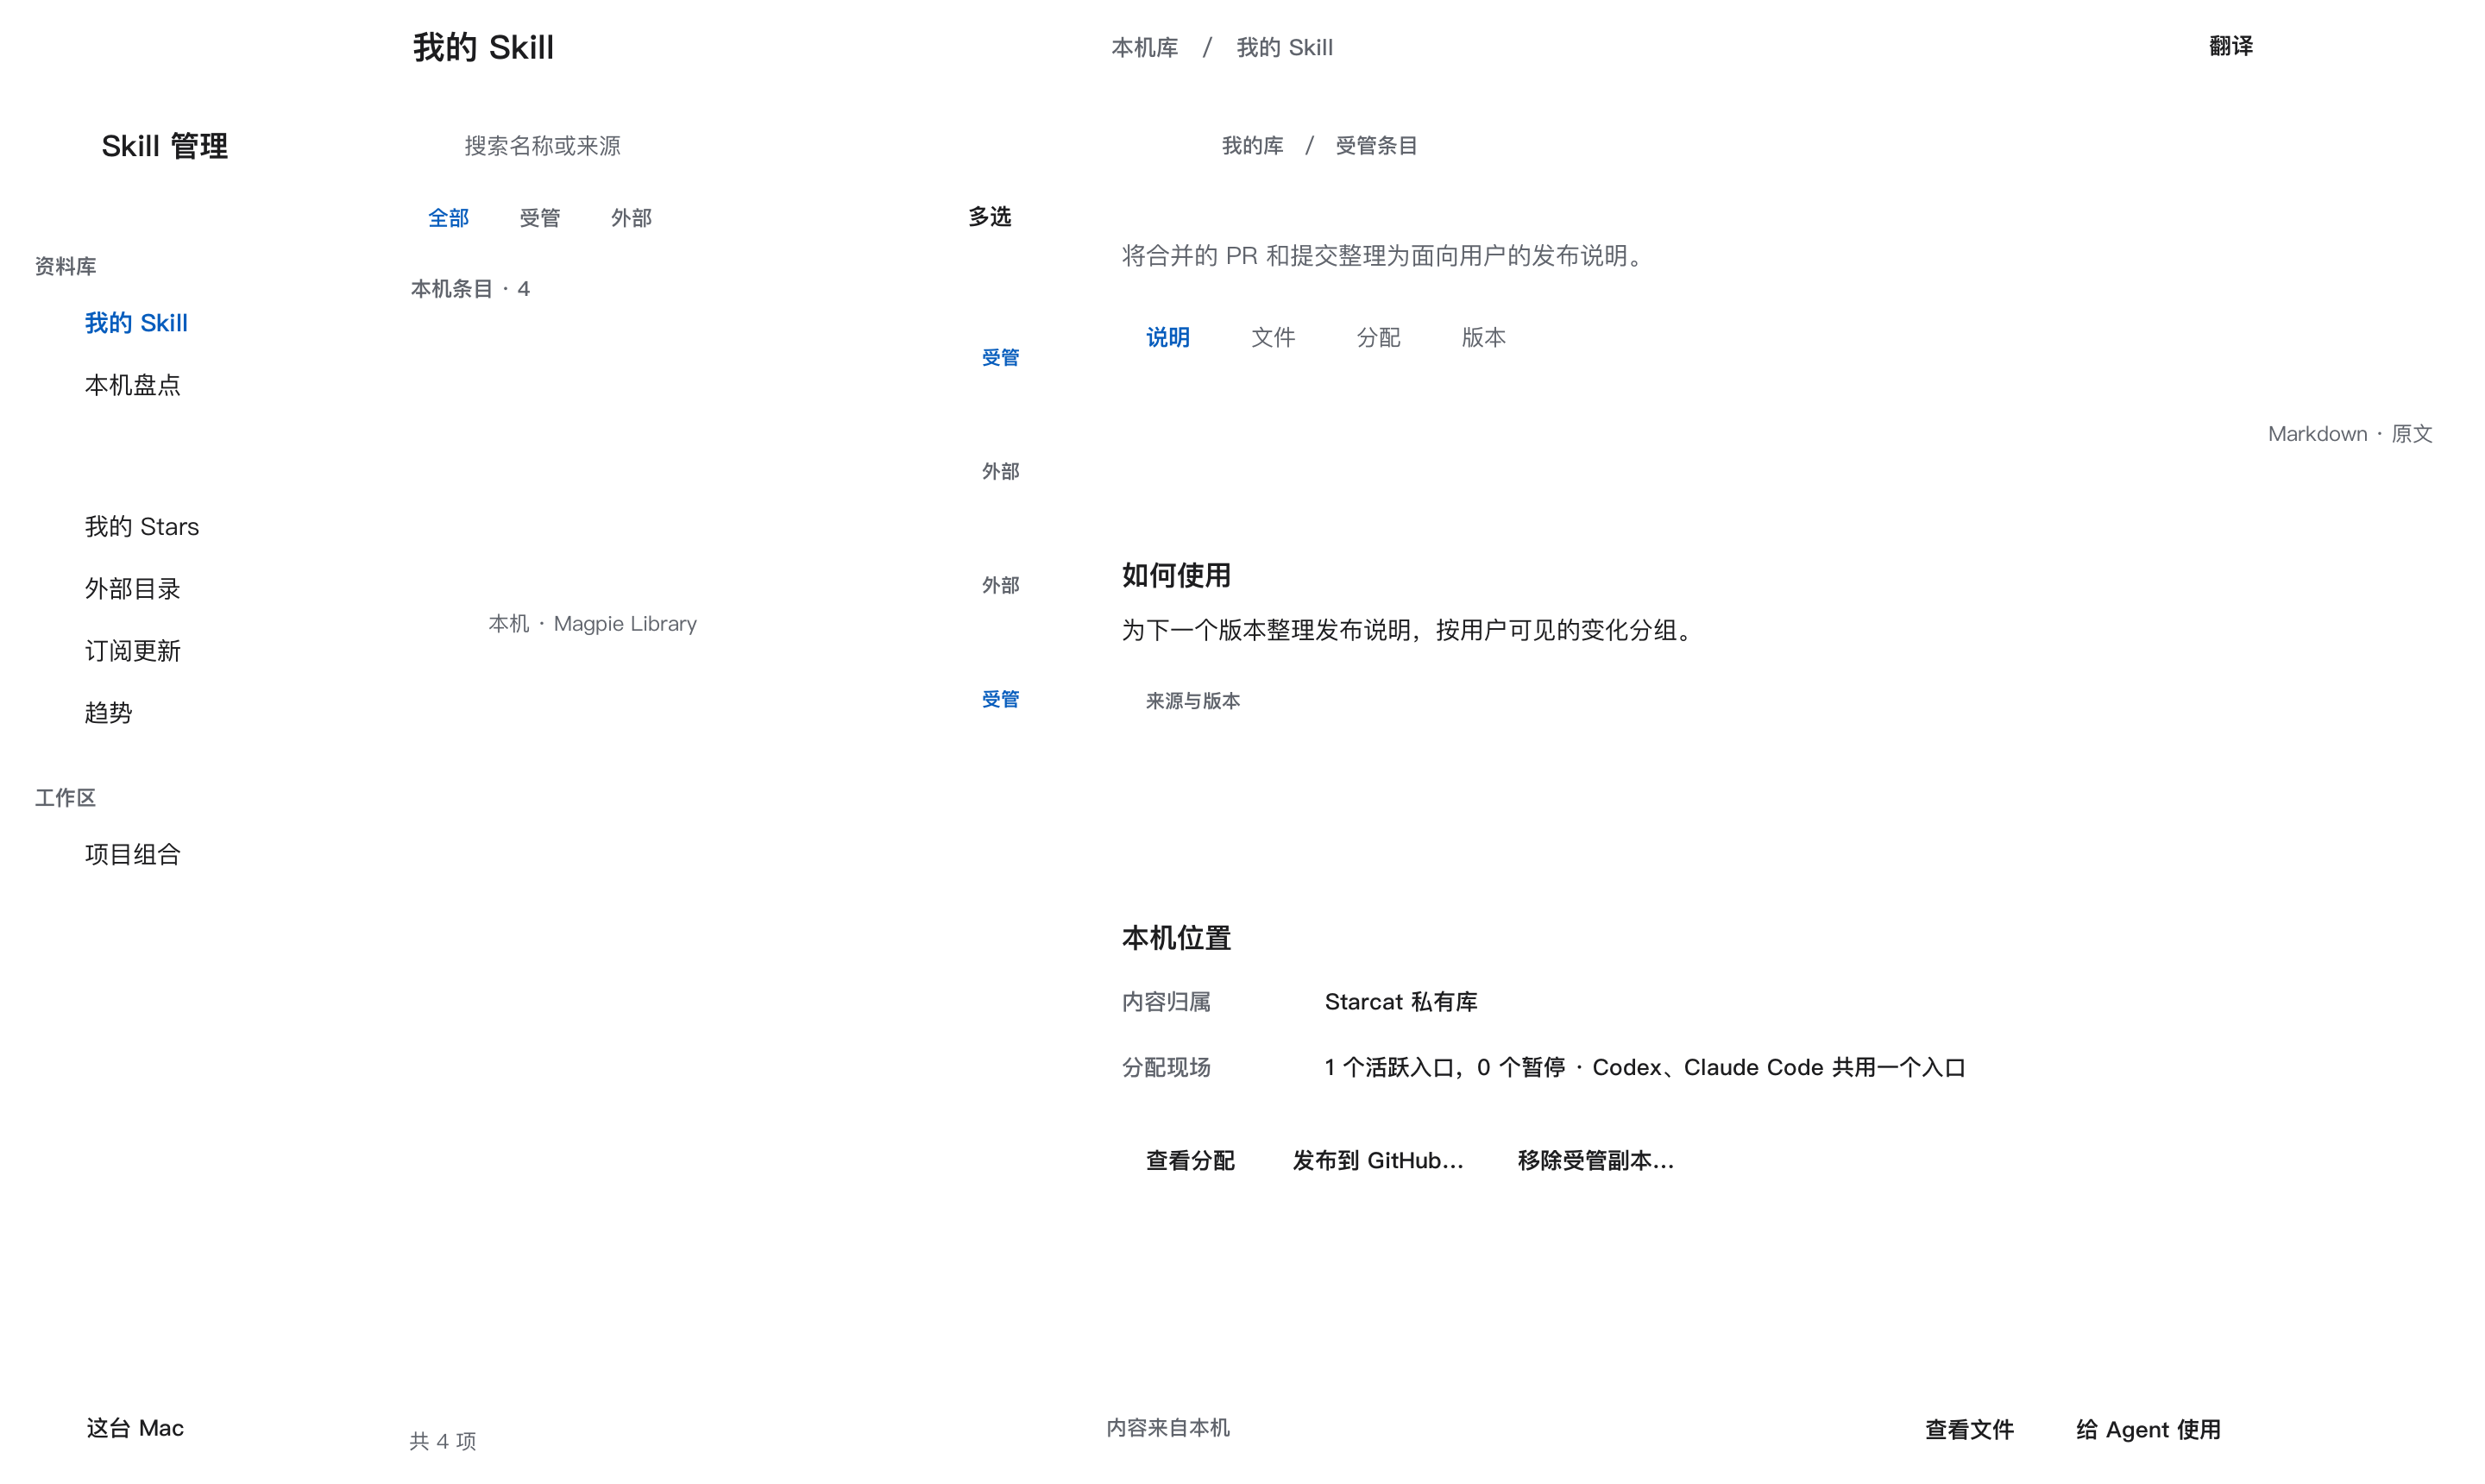 我的 Skill
本机库 / 我的 Skill
翻译
Skill 管理
搜索名称或来源
我的库 / 受管条目
全部 受管 外部
多选
将合并的 PR 和提交整理为面向用户的发布说明。
资料库
本机条目 · 4
我的 Skill
说明 文件 分配 版本
受管
本机盘点
Markdown · 原文
外部
我的 Stars
如何使用
外部目录
外部
本机 · Magpie Library
为下一个版本整理发布说明，按用户可见的变化分组。
订阅更新
受管
来源与版本
趋势
工作区
项目组合
本机位置
内容归属 Starcat 私有库
分配现场 1 个活跃入口，0 个暂停 · Codex、Claude Code 共用一个入口
查看分配 发布到 GitHub... 移除受管副本...
这台 Mac
共 4 项
内容来自本机
查看文件 给 Agent 使用